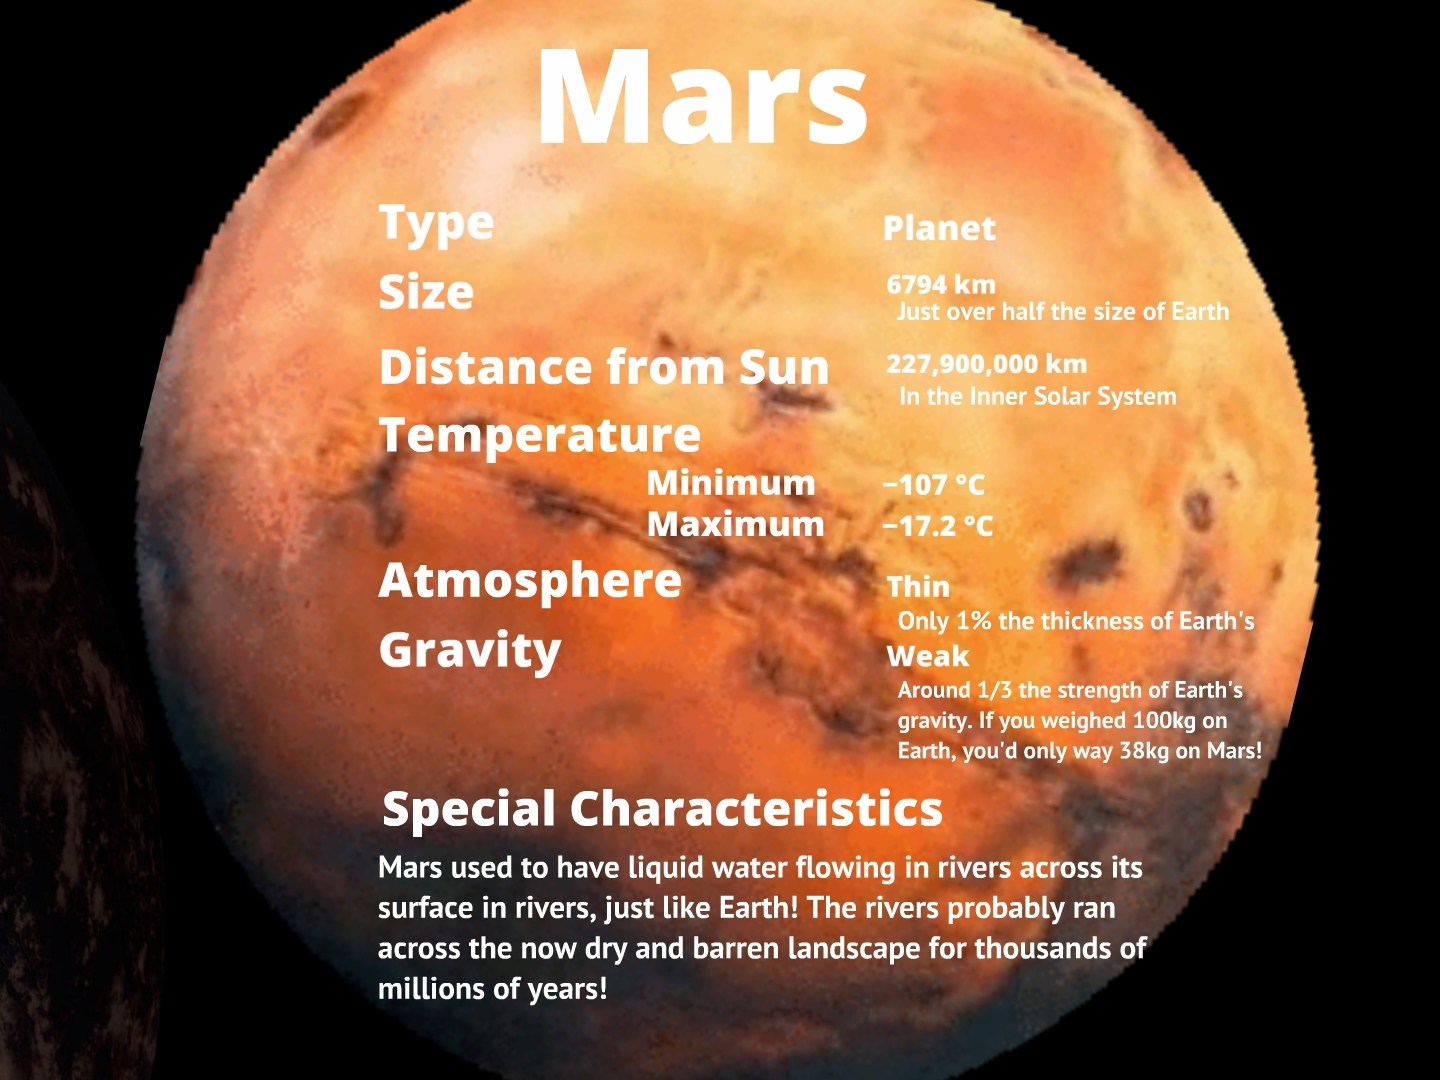 Mars
Type
Planet
Size
6794 km
Just over half the size of Earth
Distance from Sun
227,900,000 km
In the Inner Solar System
Temperature
Minimum
−107 °C
Maximum
−17.2 °C
Atmosphere
Thin
Only 1% the thickness of Earth's
Gravity
Weak
Around 1/3 the strength of Earth's
gravity. If you weighed 100kg on
Earth, you'd only way 38kg on Mars!
Special Characteristics
Mars used to have liquid water flowing in rivers across its
surface in rivers, just like Earth! The rivers probably ran
across the now dry and barren landscape for thousands of
millions of years!